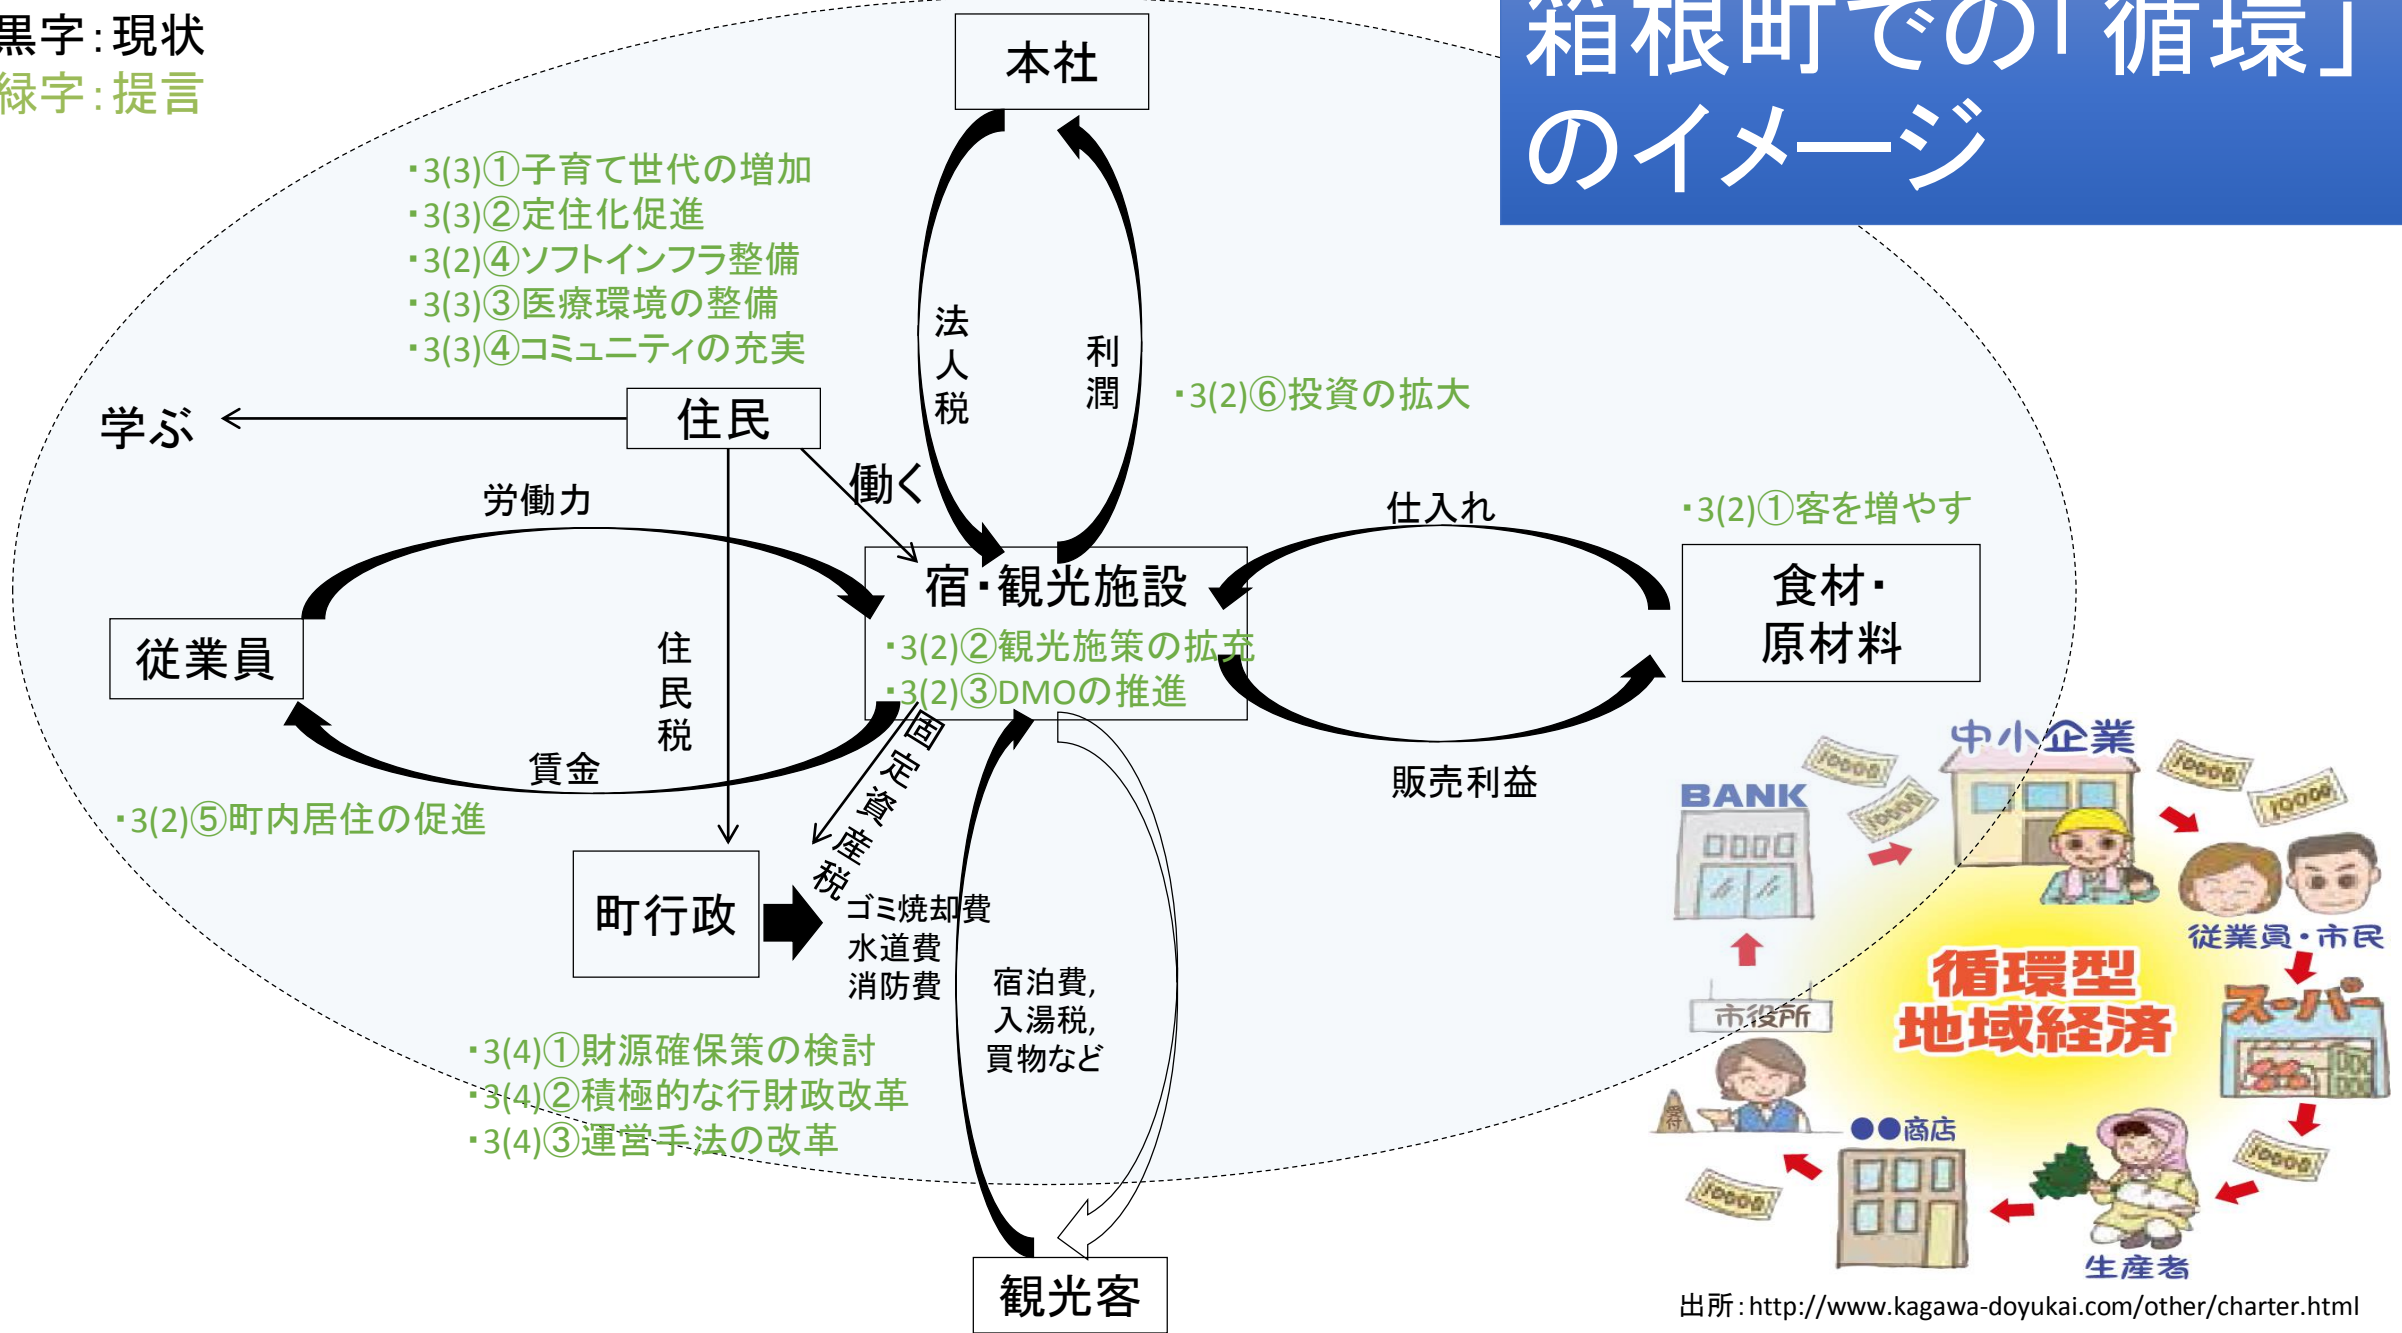 黒字：現状
緑字：提言
箱根町での「循環」
のイメージ
本社
・3(3)①子育て世代の増加
・3(3)②定住化促進
・3(2)④ソフトインフラ整備
・3(3)③医療環境の整備
・3(3)④コミュニティの充実
法人税
利潤
・3(2)⑥投資の拡大
学ぶ
住民
働く
労働力
仕入れ
・3(2)①客を増やす
宿・観光施設
・3(2)②観光施策の拡充
・3(2)③DMOの推進
食材・
原材料
従業員
住民税
固定資産税
賃金
販売利益
・3(2)⑤町内居住の促進
町行政
ゴミ焼却費
水道費
消防費
宿泊費,
入湯税,
買物など
・3(4)①財源確保策の検討
・3(4)②積極的な行財政改革
・3(4)③運営手法の改革
観光客
中小企業
BANK
10000
10000
10000
10000
従業員・市民
循環型
地域経済
スーパー
市役所
●●商店
10000
10000
生産者
出所：http://www.kagawa-doyukai.com/other/charter.html